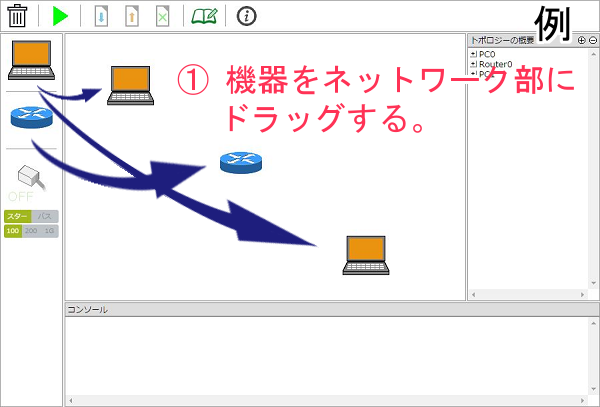 例
トポロジーの概要
PC0
Router0
① 機器をネットワーク部に
ドラッグする。
OFF
スター バス
100 200 1G
コンソール